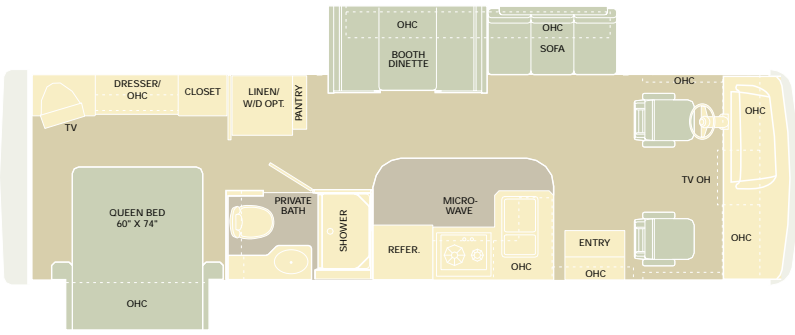 OHC
BOOTH
DINETTE
OHC
SOFA
DRESSER/
OHC
CLOSET
LINEN/
W/D OPT.
PANTRY
TV
OHC
OHC
TV OH
OHC
QUEEN BED
60" X 74"
OHC
PRIVATE
BATH
SHOWER
MICRO-
WAVE
REFER.
OHC
ENTRY
OHC